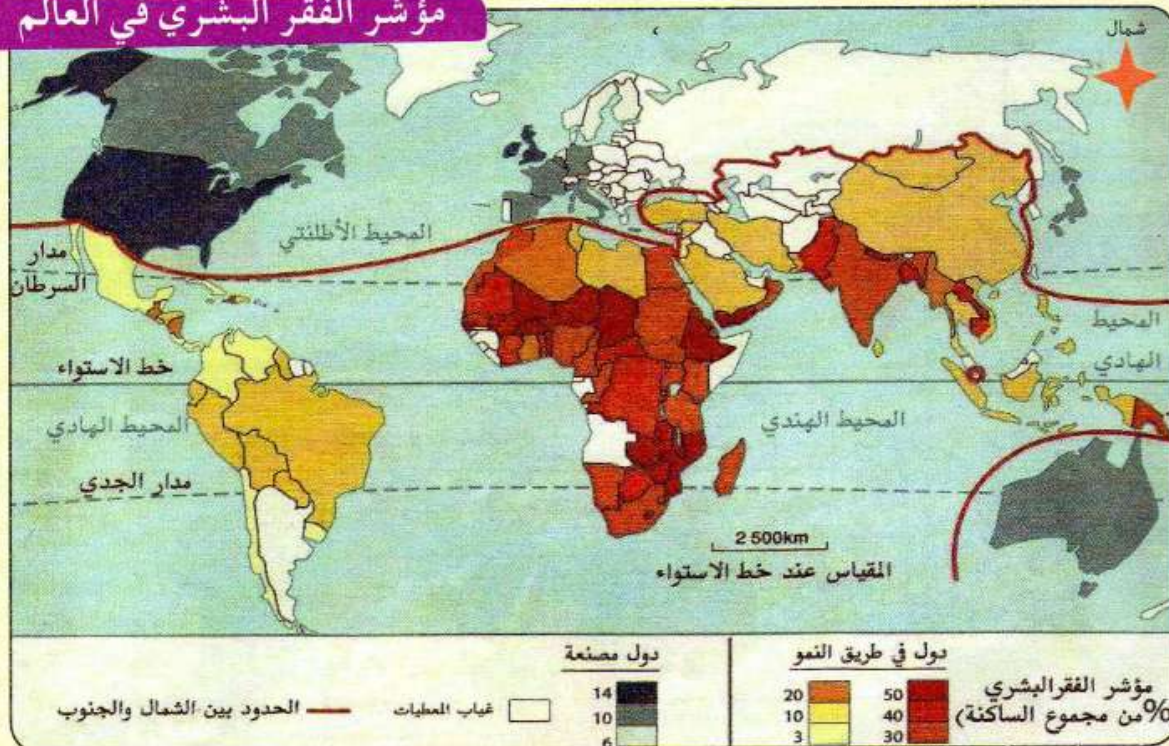 مؤشر الفقر البشري في العالم
شمال
المحيط الأطلنتي
مدار
السرطان
المحيط
الهادي
خط الاستواء
المحيط الهادي
المحيط الهندي
مدار الجدي
2 500km
المقياس عند خط الاستواء
دول في طريق النمو
دول مصنعة
مؤشر الفقر البشري
(%من مجموع الساكنة
50
40
30
20
10
3
14
10
6
غياب المعطيات
الحدود بين الشمال والجنوب